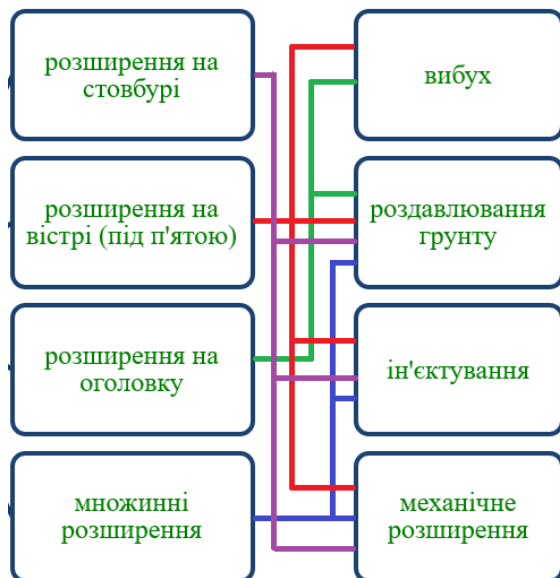 розширення на
стовбурі
вибух
розширення на
вістрі (під п'ятою)
роздавлювання
грунту
розширення на
оголовку
ін'єктування
множинні
розширення
механічне
розширення